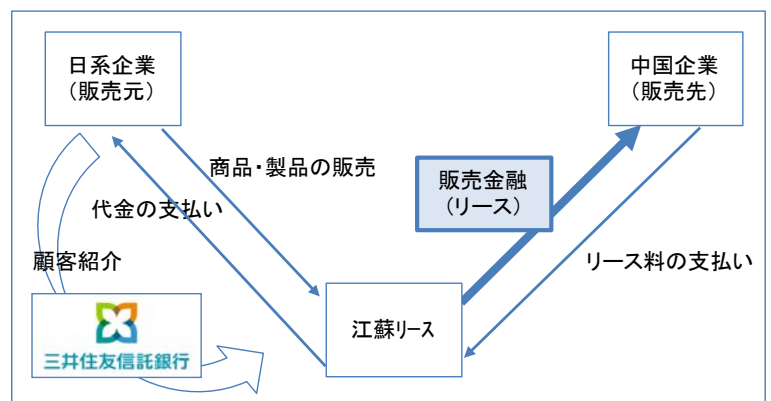 日系企業
（販売元）
中国企業
（販売先）
商品・製品の販売
販売金融
（リース）
代金の支払い
顧客紹介
リース料の支払い
三井住友信託銀行
江蘇ﾘｰｽ